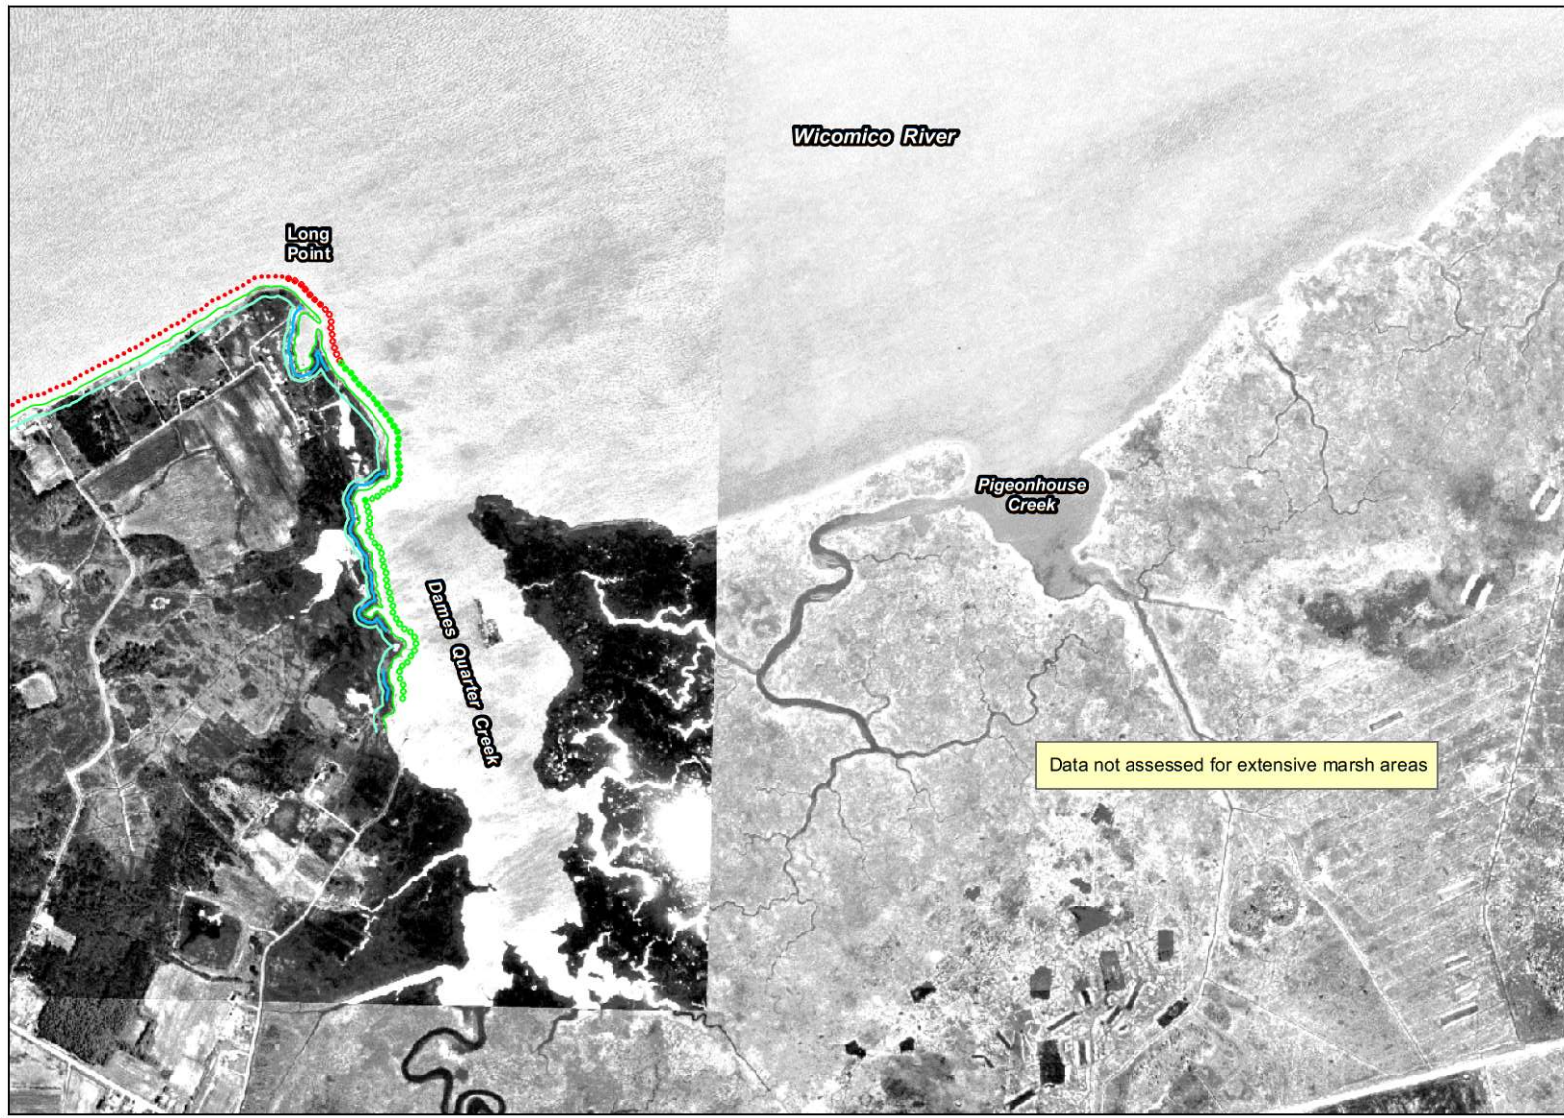 Wicomico River
Long
Point
Pigeonhouse
Creek
Dames Quarter Creek
Data not assessed for extensive marsh areas